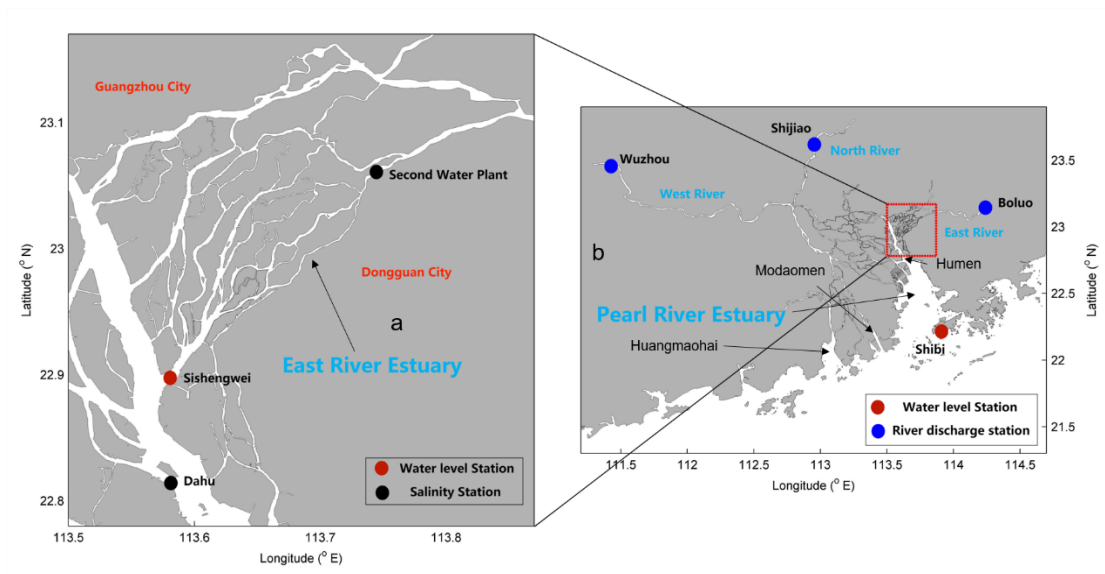 Guangzhou City
Second Water Plant
Dongguan City
a
East River Estuary
Sishengwei
Dahu
Water level Station
Salinity Station
23.1
23
22.9
22.8
Latitude (° N)
113.5
113.6
113.7
113.8
Longitude (° E)
Shijiao
North River
Wuzhou
West River
Boluo
East River
b
Humen
Modaomen
Pearl River Estuary
Huangmaohai
Shibi
Water level Station
River discharge station
23.5
23
22.5
22
21.5
Latitude (° N)
111.5
112
112.5
113
113.5
114
114.5
Longitude (° E)